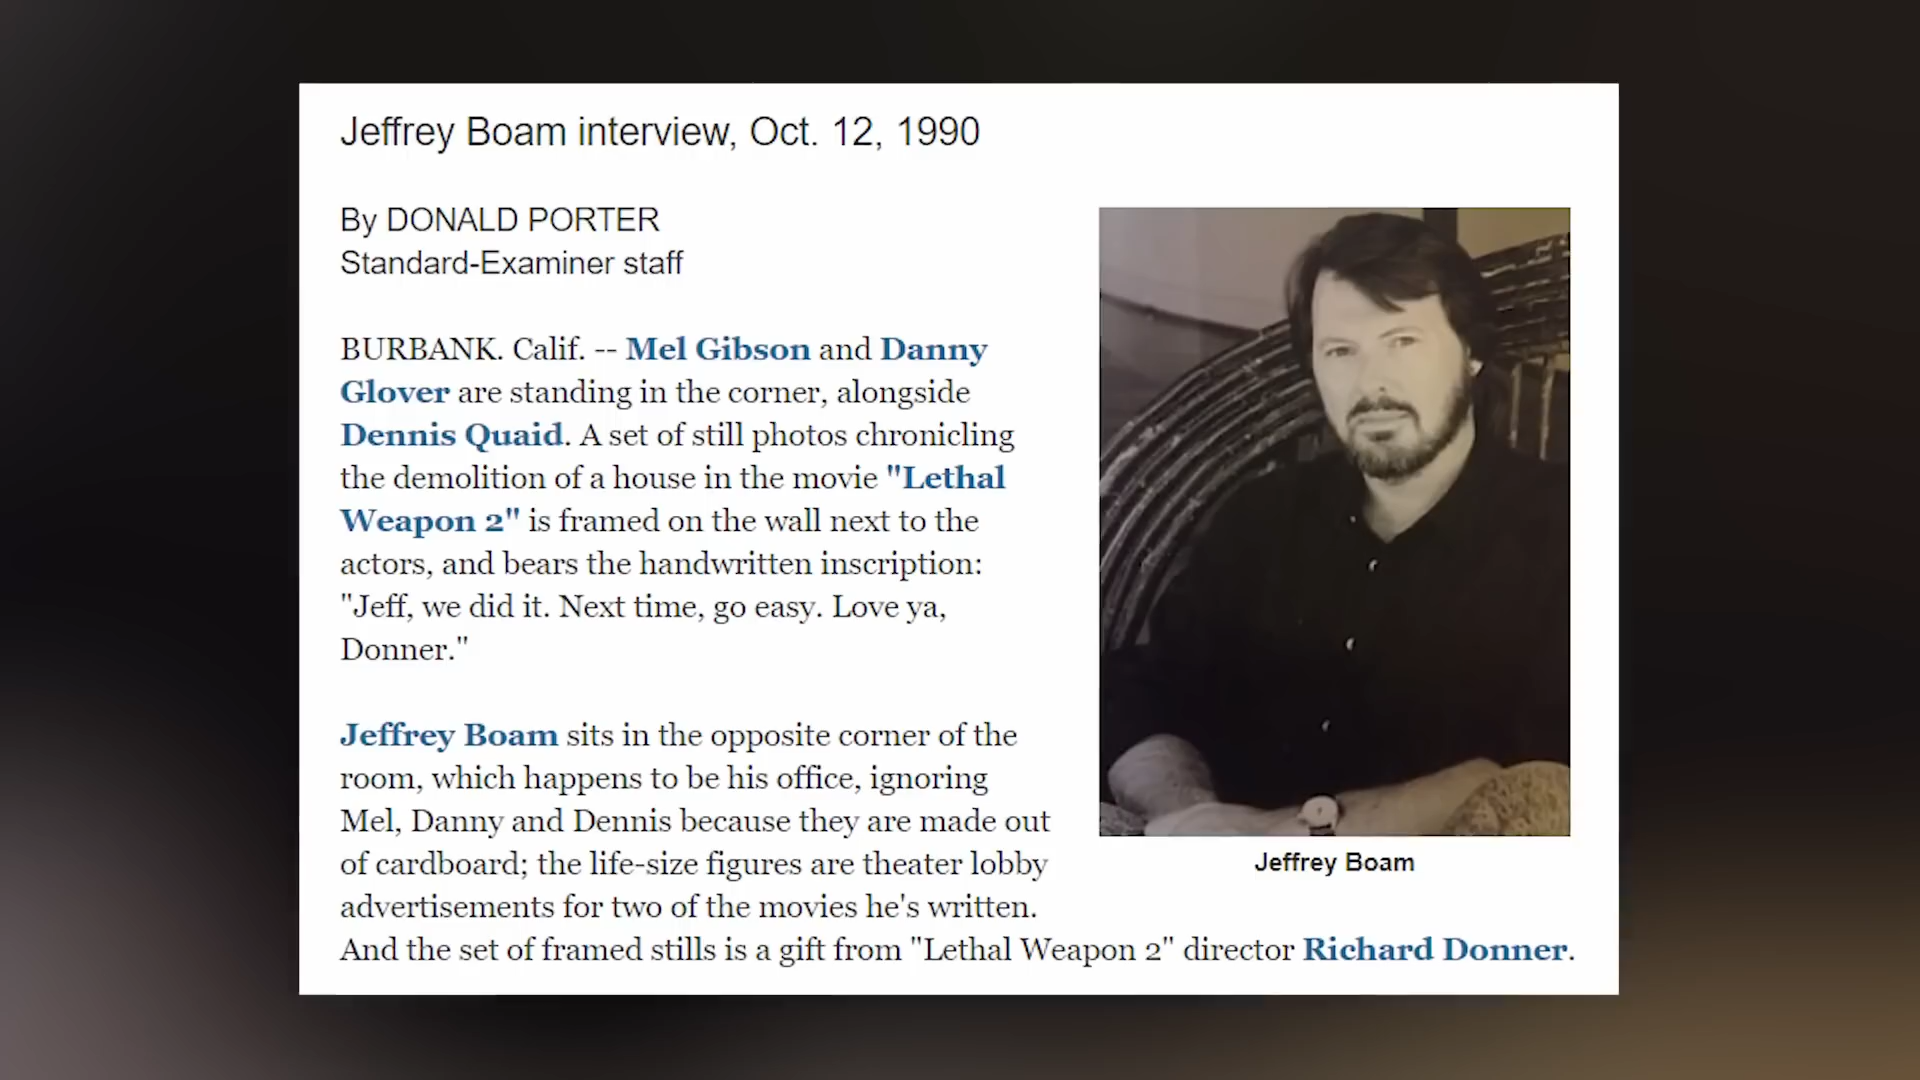 Jeffrey Boam interview, Oct. 12, 1990
By DONALD PORTER
Standard-Examiner staff
BURBANK. Calif. -- Mel Gibson and Danny
Glover are standing in the corner, alongside
Dennis Quaid. A set of still photos chronicling
the demolition of a house in the movie "Lethal
Weapon 2" is framed on the wall next to the
actors, and bears the handwritten inscription:
"Jeff, we did it. Next time, go easy. Love ya,
Donner."
Jeffrey Boam sits in the opposite corner of the
room, which happens to be his office, ignoring
Mel, Danny and Dennis because they are made out
of cardboard; the life-size figures are theater lobby
advertisements for two of the movies he's written.
And the set of framed stills is a gift from "Lethal Weapon 2" director Richard Donner.
Jeffrey Boam